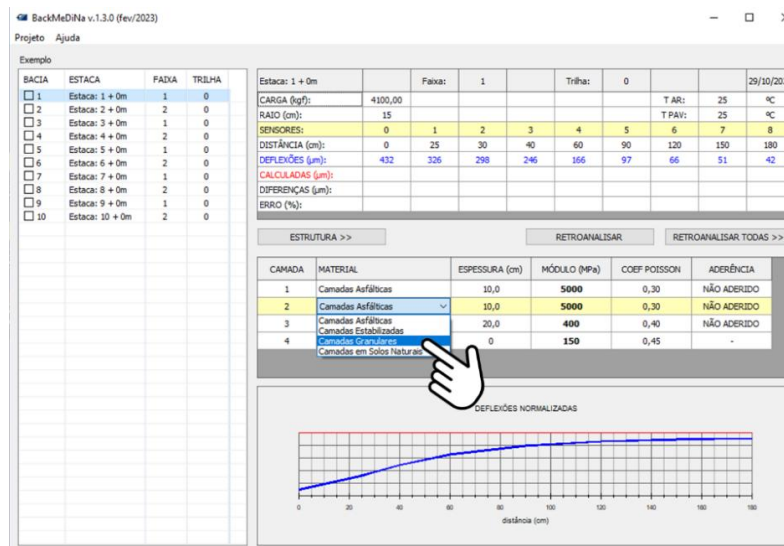 BackMeDiNa v.1.3.0 (fev/2023)
Projeto Ajuda
Exemplo
BACIA ESTACA FAIXA TRILHA
1 Estaca: 1 + 0m 1 0
2 Estaca: 2 + 0m 2 0
3 Estaca: 3 + 0m 1 0
4 Estaca: 4 + 0m 2 0
5 Estaca: 5 + 0m 1 0
6 Estaca: 6 + 0m 2 0
7 Estaca: 7 + 0m 1 0
8 Estaca: 8 + 0m 2 0
9 Estaca: 9 + 0m 1 0
10 Estaca: 10 + 0m 2 0
Estaca: 1 + 0m Faixa: 1 Trilha: 0 29/10/20
CARGA (kgf): 4100,00 T AR: 25 ºC
RAIO (cm): 15 T PAV: 25 ºC
SENSORES: 0 1 2 3 4 5 6 7 8
DISTÂNCIA (cm): 0 25 30 40 60 90 120 150 180
DEFLEXÕES (μm): 432 326 298 246 166 97 66 51 42
CALCULADAS (μm):
DIFERENÇAS (μm):
ERRO (%):
ESTRUTURA >> RETROANALISAR RETROANALISAR TODAS >>
CAMADA MATERIAL ESPESSURA (cm) MÓDULO (MPa) COEF POISSON ADERÊNCIA
1 Camadas Asfálticas 10,0 5000 0,30 NÃO ADERIDO
2 Camadas Asfálticas 10,0 5000 0,30 NÃO ADERIDO
3 20,0 400 0,40 NÃO ADERIDO
4 0 150 0,45 -
Camadas Asfálticas
Camadas Estabilizadas
Camadas Granulares
Camadas em Solos Naturais
DEFLEXÕES NORMALIZADAS
0 20 40 60 80 100 120 140 160 180
distância (cm)